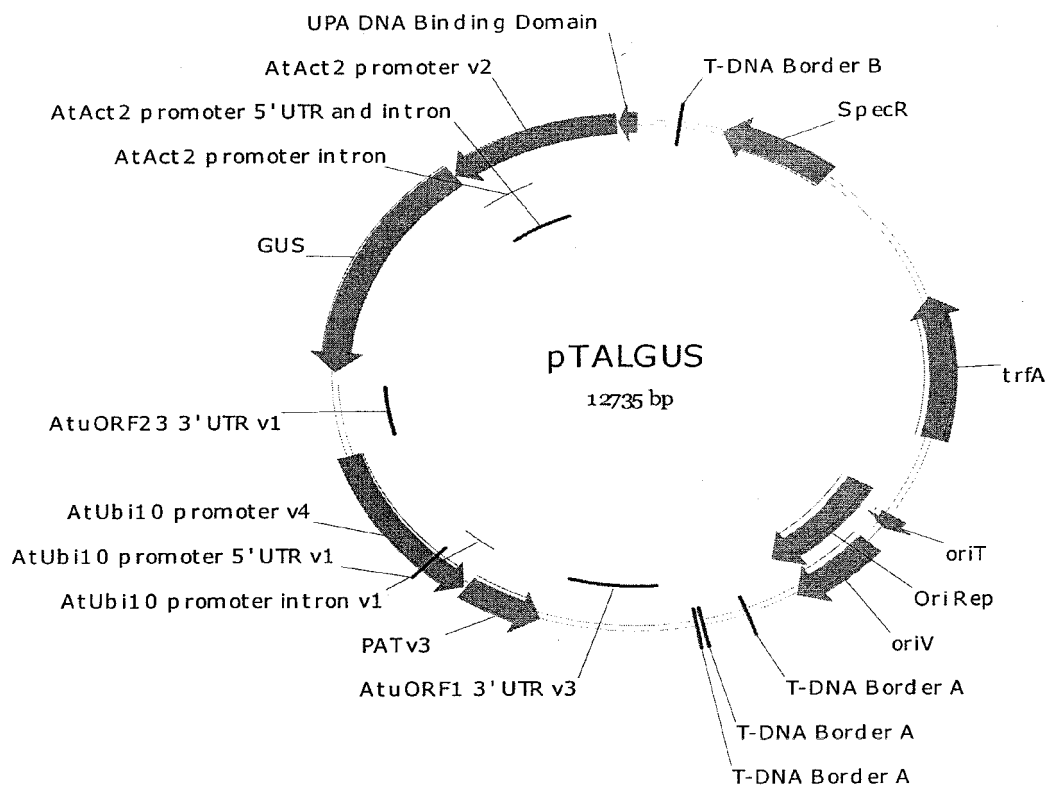 UPA DNA Binding Domain
AtAct2 promoter v2
AtAct2 promoter 5'UTR and intron
AtAct2 promoter intron
GUS
T-DNA Border B
SpecR
pTALGUS
12735 bp
trfA
AtuORF23 3'UTR v1
AtUbi10 promoter v4
AtUbi10 promoter 5'UTR v1
AtUbi10 promoter intron v1
PATv3
AtuORF1 3'UTR v3
oriT
OriRep
oriV
T-DNA Border A
T-DNA Border A
T-DNA Border A